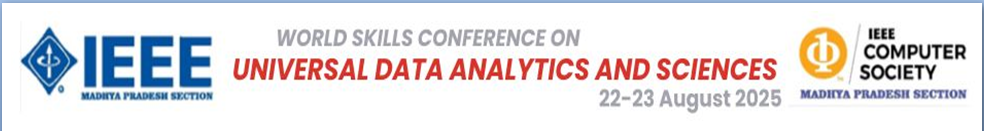 IEEE
MADHYA PRADESH SECTION
WORLD SKILLS CONFERENCE ON
UNIVERSAL DATA ANALYTICS AND SCIENCES
22-23 August 2025
IEEE
COMPUTER
SOCIETY
MADHYA PRADESH SECTION